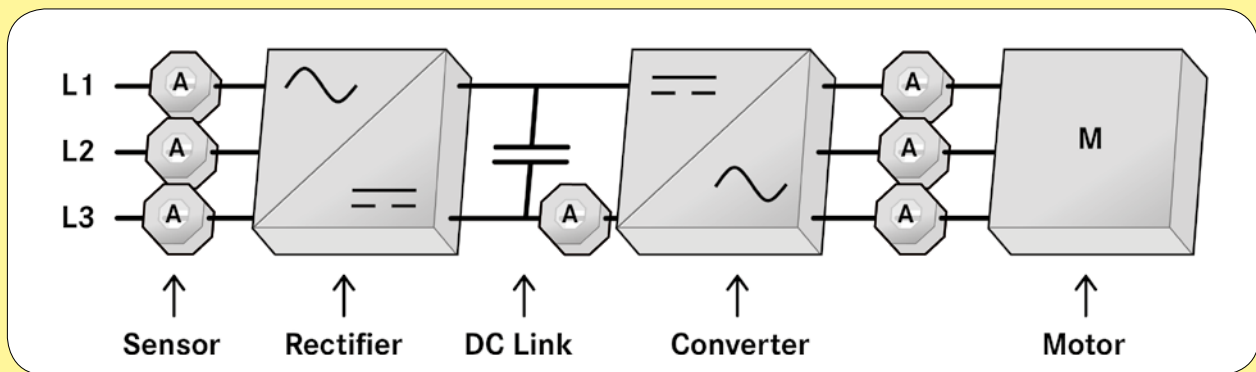 L1 A A
L2 A A M
L3 A A A
Sensor Rectifier DC Link Converter Motor